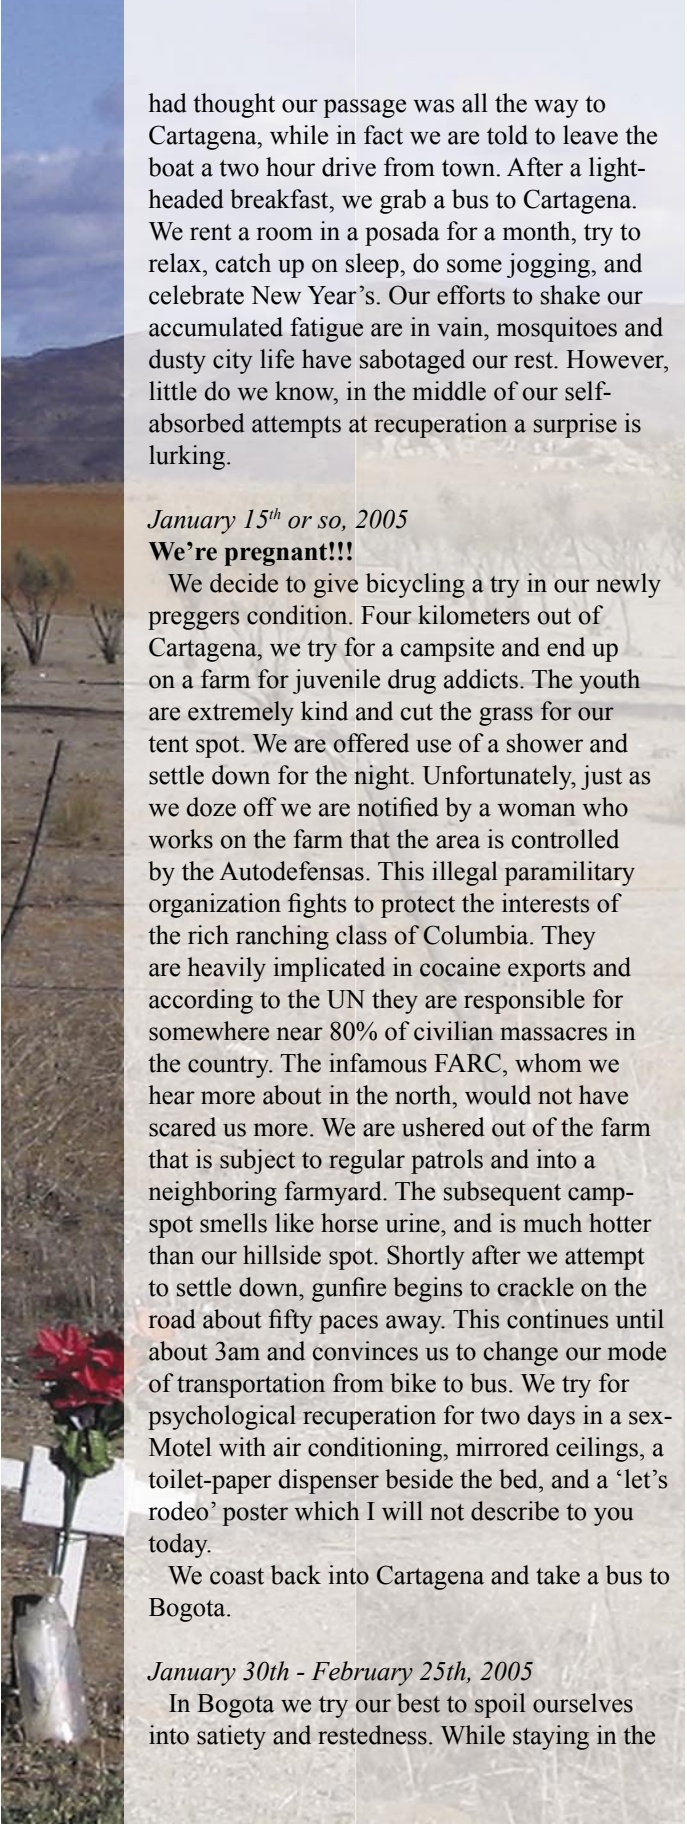 had thought our passage was all the way to
Cartagena, while in fact we are told to leave the
boat a two hour drive from town. After a light-
headed breakfast, we grab a bus to Cartagena.
We rent a room in a posada for a month, try to
relax, catch up on sleep, do some jogging, and
celebrate New Year’s. Our efforts to shake our
accumulated fatigue are in vain, mosquitoes and
dusty city life have sabotaged our rest. However,
little do we know, in the middle of our self-
absorbed attempts at recuperation a surprise is
lurking.
January 15th or so, 2005
We’re pregnant!!!
We decide to give bicycling a try in our newly
preggers condition. Four kilometers out of
Cartagena, we try for a campsite and end up
on a farm for juvenile drug addicts. The youth
are extremely kind and cut the grass for our
tent spot. We are offered use of a shower and
settle down for the night. Unfortunately, just as
we doze off we are notified by a woman who
works on the farm that the area is controlled
by the Autodefensas. This illegal paramilitary
organization fights to protect the interests of
the rich ranching class of Columbia. They
are heavily implicated in cocaine exports and
according to the UN they are responsible for
somewhere near 80% of civilian massacres in
the country. The infamous FARC, whom we
hear more about in the north, would not have
scared us more. We are ushered out of the farm
that is subject to regular patrols and into a
neighboring farmyard. The subsequent camp-
spot smells like horse urine, and is much hotter
than our hillside spot. Shortly after we attempt
to settle down, gunfire begins to crackle on the
road about fifty paces away. This continues until
about 3am and convinces us to change our mode
of transportation from bike to bus. We try for
psychological recuperation for two days in a sex-
Motel with air conditioning, mirrored ceilings, a
toilet-paper dispenser beside the bed, and a ‘let’s
rodeo’ poster which I will not describe to you
today.
We coast back into Cartagena and take a bus to
Bogota.
January 30th - February 25th, 2005
In Bogota we try our best to spoil ourselves
into satiety and restedness. While staying in the